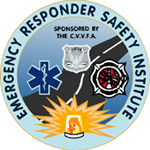 EMERGENCY RESPONDER SAFETY INSTITUTE
SPONSORED BY
THE C.V.V.F.A.